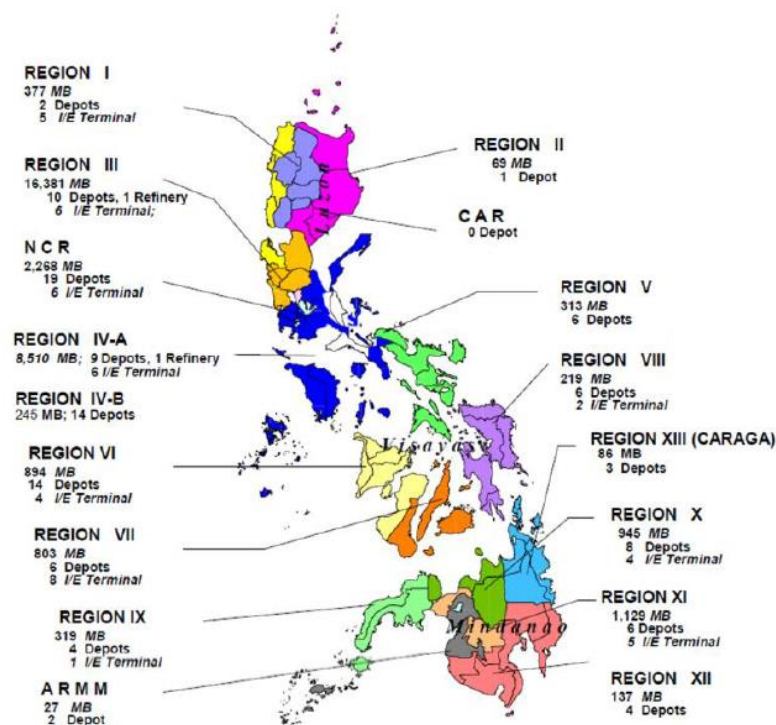 REGION I
377 MB
2 Depots
5 I/E Terminal
REGION III
16,381 MB
10 Depots, 1 Refinery
6 I/E Terminal;
N C R
2,268 MB
19 Depots
6 I/E Terminal
REGION IV-A
8,510 MB; 9 Depots, 1 Refinery
6 I/E Terminal
REGION IV-B
245 MB; 14 Depots
REGION VI
894 MB
14 Depots
4 I/E Terminal
REGION VII
803 MB
6 Depots
8 I/E Terminal
REGION IX
319 MB
4 Depots
1 I/E Terminal
A R M M
27 MB
2 Depot
Luzon
Visayas
Mindanao
REGION II
69 MB
1 Depot
C A R
0 Depot
REGION V
313 MB
6 Depots
REGION VIII
219 MB
6 Depots
2 I/E Terminal
REGION XIII (CARAGA)
86 MB
3 Depots
REGION X
945 MB
8 Depots
4 I/E Terminal
REGION XI
1,129 MB
6 Depots
5 I/E Terminal
REGION XII
137 MB
4 Depots